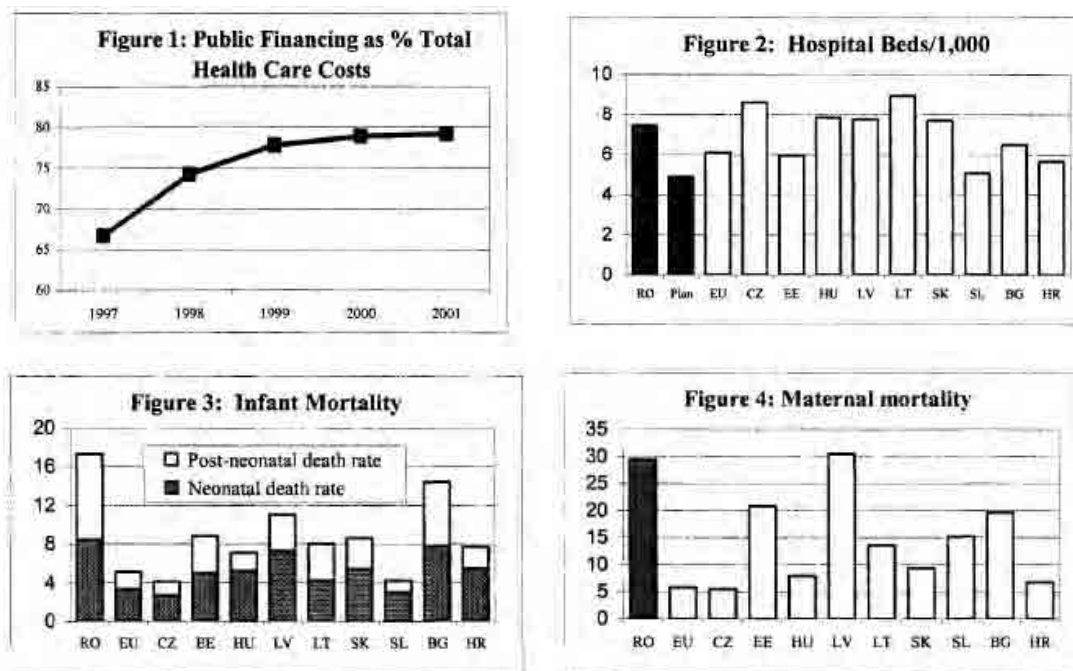 Figure 1: Public Financing as % Total
Health Care Costs
85
80
75
70
65
60
1997 1998 1999 2000 2001
Figure 2: Hospital Beds/1,000
10
8
6
4
2
0
RO Plan EU CZ EE HU LV LT SK SL BG HR
Figure 3: Infant Mortality
20
16
12
8
4
0
Post-neonatal death rate
Neonatal death rate
RO EU CZ EE HU LV LT SK SL BG HR
Figure 4: Maternal mortality
35
30
25
20
15
10
5
0
RO EU CZ EE HU LV LT SK SL BG HR